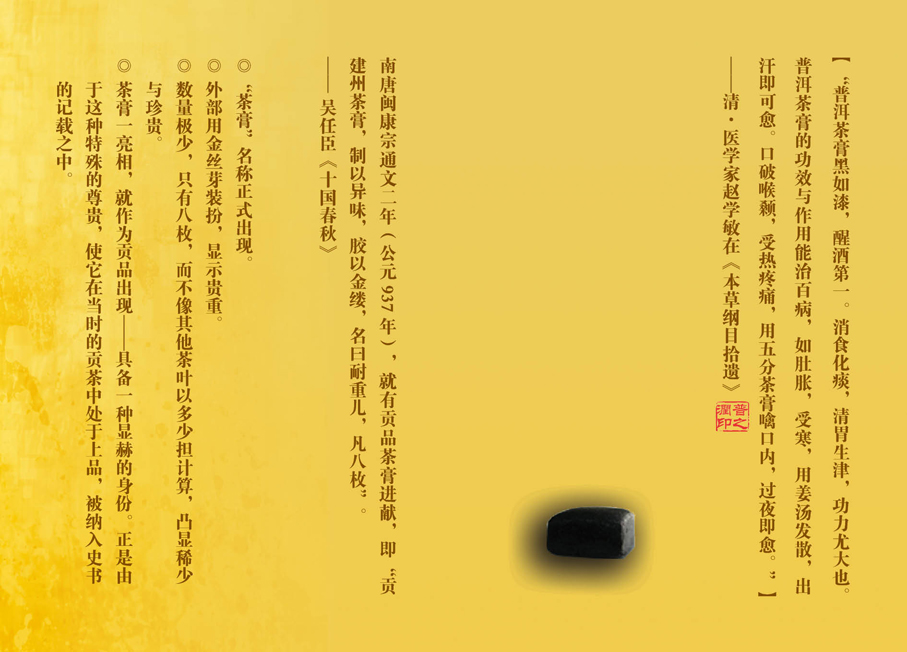 【“普洱茶膏黑如漆，醒酒第一。消食化痰，清胃生津，功力尤大也。
普洱茶膏的功效与作用能治百病，如肚胀，受寒，用姜汤发散，出
汗即可愈。口破喉颡，受热疼痛，用五分茶膏噙口内，过夜即愈。”】
——清·医学家赵学敏在《本草纲目拾遗》
普之
润印
南唐闽康宗通文二年（公元937年），就有贡品茶膏进献，即“贡
建州茶膏，制以异味，胶以金缕，名曰耐重儿，凡八枚”。
——吴任臣《十国春秋》
◎ “茶膏”名称正式出现。
◎ 外部用金丝芽装扮，显示贵重。
◎ 数量极少，只有八枚，而不像其他茶叶以多少担计算，凸显稀少
与珍贵。
◎ 茶膏一亮相，就作为贡品出现——具备一种显赫的身份。正是由
于这种特殊的尊贵，使它在当时的贡茶中处于上品，被纳入史书
的记载之中。